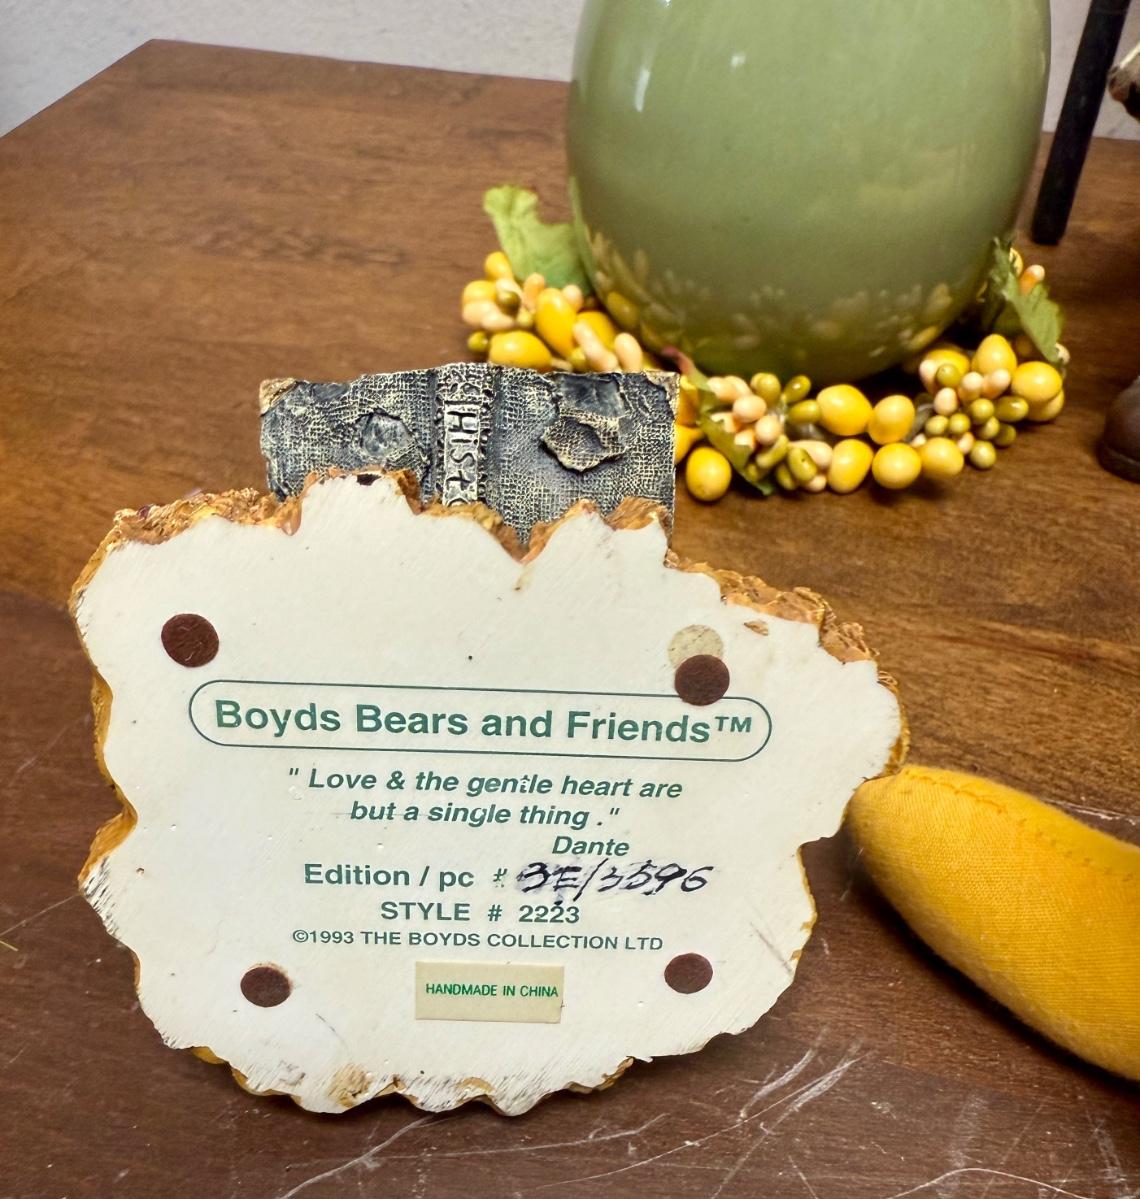 Hist
Boyds Bears and Friends™
" Love & the gentle heart are
but a single thing ."
Dante
Edition / pc # 3E/3596
STYLE # 2223
©1993 THE BOYDS COLLECTION LTD
HANDMADE IN CHINA